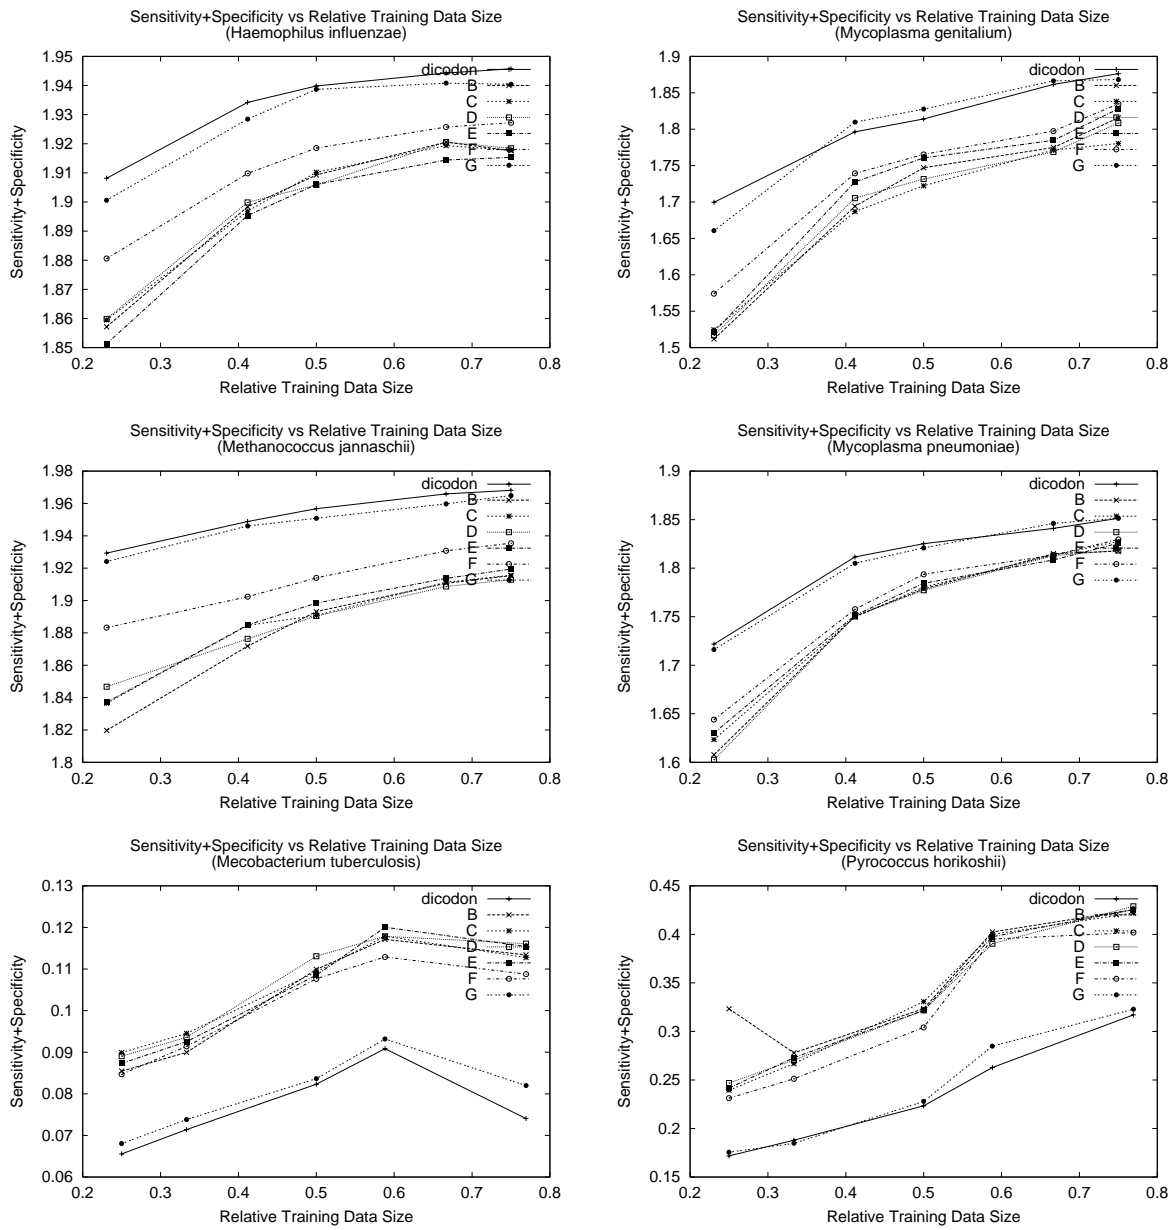 Sensitivity+Specificity vs Relative Training Data Size
(Haemophilus influenzae)
1.95
1.94
1.93
1.92
1.91
1.9
1.89
1.88
1.87
1.86
1.85
0.2 0.3 0.4 0.5 0.6 0.7 0.8
Sensitivity+Specificity
Relative Training Data Size
dicodon
B
C
D
E
F
G
Sensitivity+Specificity vs Relative Training Data Size
(Mycoplasma genitalium)
1.9
1.85
1.8
1.75
1.7
1.65
1.6
1.55
1.5
0.2 0.3 0.4 0.5 0.6 0.7 0.8
Sensitivity+Specificity
Relative Training Data Size
dicodon
B
C
D
E
F
G
Sensitivity+Specificity vs Relative Training Data Size
(Methanococcus jannaschii)
1.98
1.96
1.94
1.92
1.9
1.88
1.86
1.84
1.82
1.8
0.2 0.3 0.4 0.5 0.6 0.7 0.8
Sensitivity+Specificity
Relative Training Data Size
dicodon
B
C
D
E
F
G
Sensitivity+Specificity vs Relative Training Data Size
(Mycoplasma pneumoniae)
1.9
1.85
1.8
1.75
1.7
1.65
1.6
0.2 0.3 0.4 0.5 0.6 0.7 0.8
Sensitivity+Specificity
Relative Training Data Size
dicodon
B
C
D
E
F
G
Sensitivity+Specificity vs Relative Training Data Size
(Mecobacterium tuberculosis)
0.13
0.12
0.11
0.1
0.09
0.08
0.07
0.06
0.2 0.3 0.4 0.5 0.6 0.7 0.8
Sensitivity+Specificity
Relative Training Data Size
dicodon
B
C
D
E
F
G
Sensitivity+Specificity vs Relative Training Data Size
(Pyrococcus horikoshii)
0.45
0.4
0.35
0.3
0.25
0.2
0.15
0.2 0.3 0.4 0.5 0.6 0.7 0.8
Sensitivity+Specificity
Relative Training Data Size
dicodon
B
C
D
E
F
G